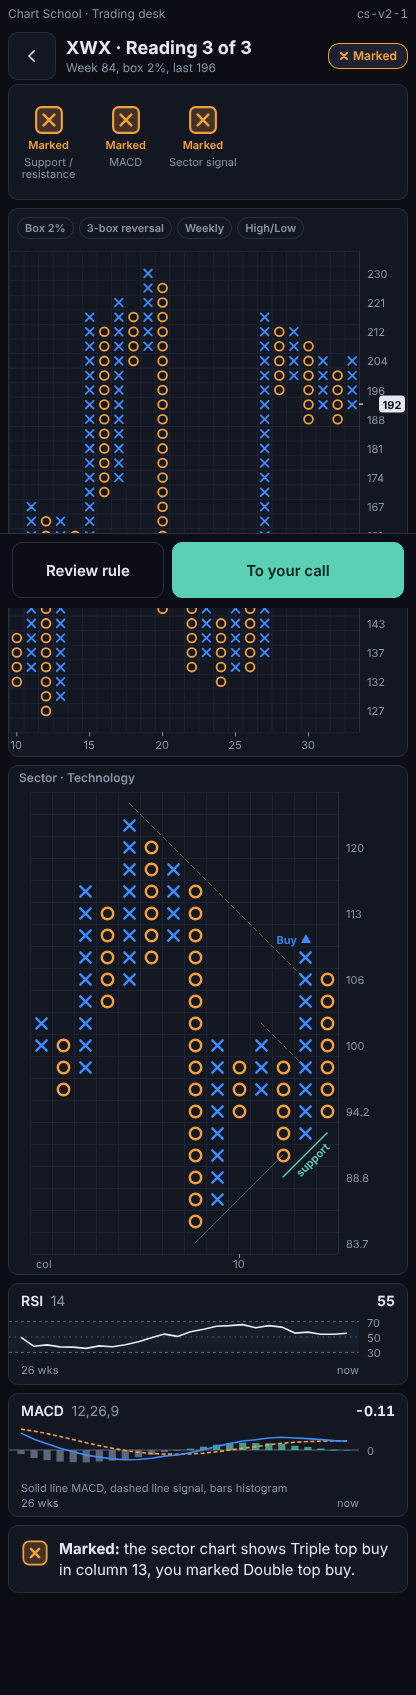 Chart School · Trading desk
cs-v2-1
XWX · Reading 3 of 3
Week 84, box 2%, last 196
Marked
Marked
Marked
Marked
Support / resistance
MACD
Sector signal
Box 2%
3-box reversal
Weekly
High/Low
230
221
212
204
196
192
188
181
174
167
Review rule
To your call
143
137
132
127
10
15
20
25
30
Sector · Technology
120
113
106
100
94.2
88.8
83.7
Buy ▲
support
col
10
RSI 14
55
70
50
30
26 wks
now
MACD 12,26,9
-0.11
0
Solid line MACD, dashed line signal, bars histogram
26 wks
now
Marked: the sector chart shows Triple top buy
in column 13, you marked Double top buy.